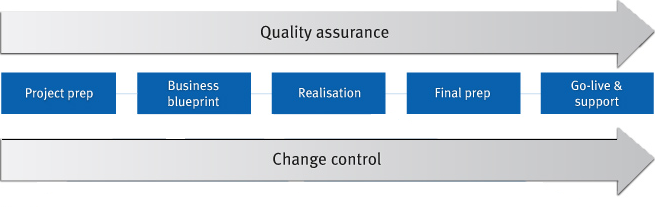 Quality assurance
Project prep
Business
blueprint
Realisation
Final prep
Go-live &
support
Change control